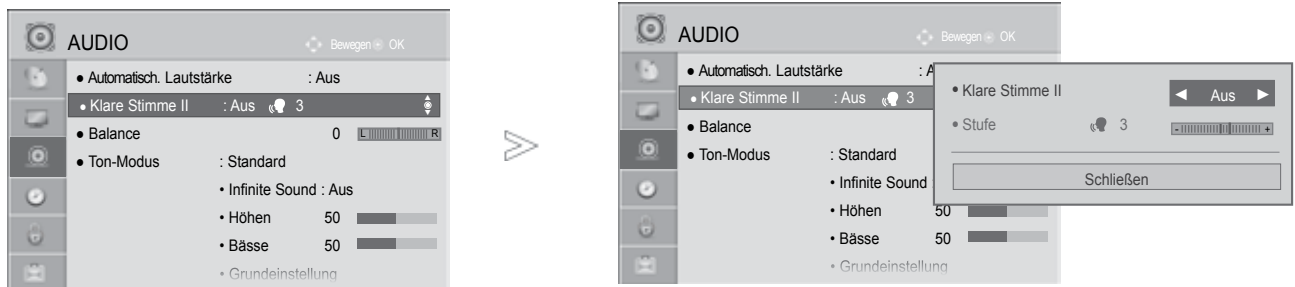 AUDIO
Bewegen OK
● Automatisch. Lautstärke : Aus
● Klare Stimme II : Aus 3
● Balance 0 L R
● Ton-Modus : Standard
• Infinite Sound : Aus
• Höhen 50
• Bässe 50
• Grundeinstellung
AUDIO
Bewegen OK
● Automatisch. Lautstärke : A
● Klare Stimme II : Aus 3
● Balance
● Ton-Modus : Standard
• Infinite Sound :
• Höhen 50
• Bässe 50
• Grundeinstellung
• Klare Stimme II ◄ Aus ►
• Stufe 3 - +
Schließen